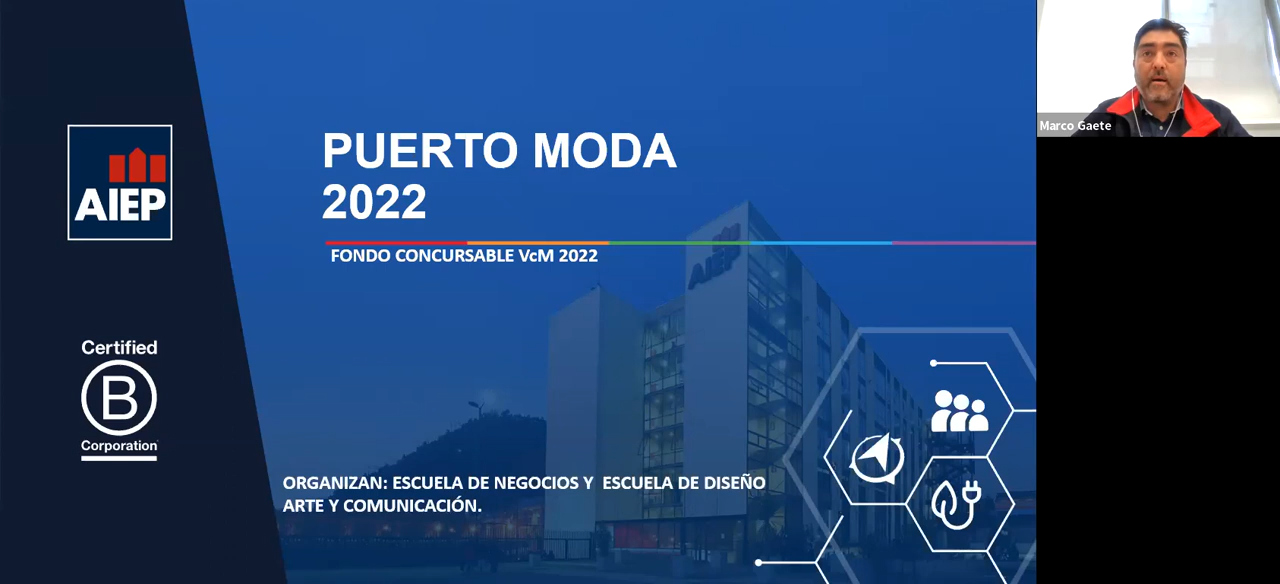 AIEP
Certified
B
Corporation
PUERTO MODA
2022
FONDO CONCURSABLE VcM 2022
AIEP
ORGANIZAN: ESCUELA DE NEGOCIOS Y  ESCUELA DE DISEÑO
ARTE Y COMUNICACIÓN.
Marco Gaete